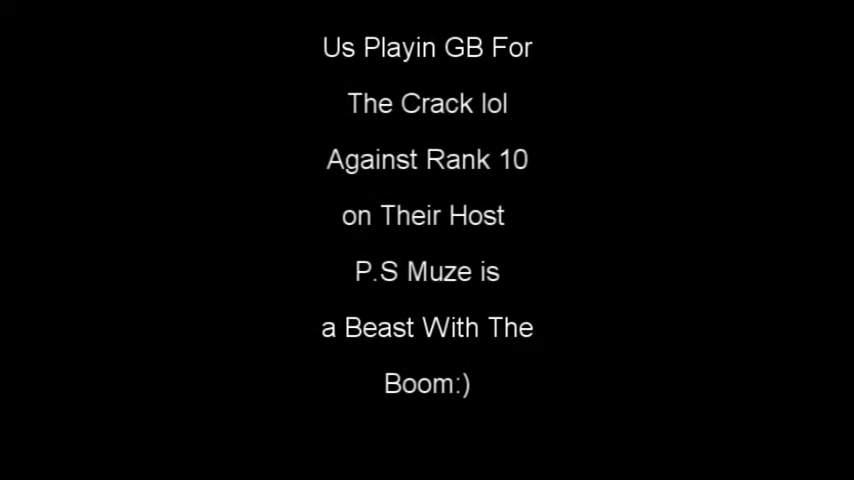 Us Playin GB For
The Crack lol
Against Rank 10
on Their Host
P.S Muze is
a Beast With The
Boom:)